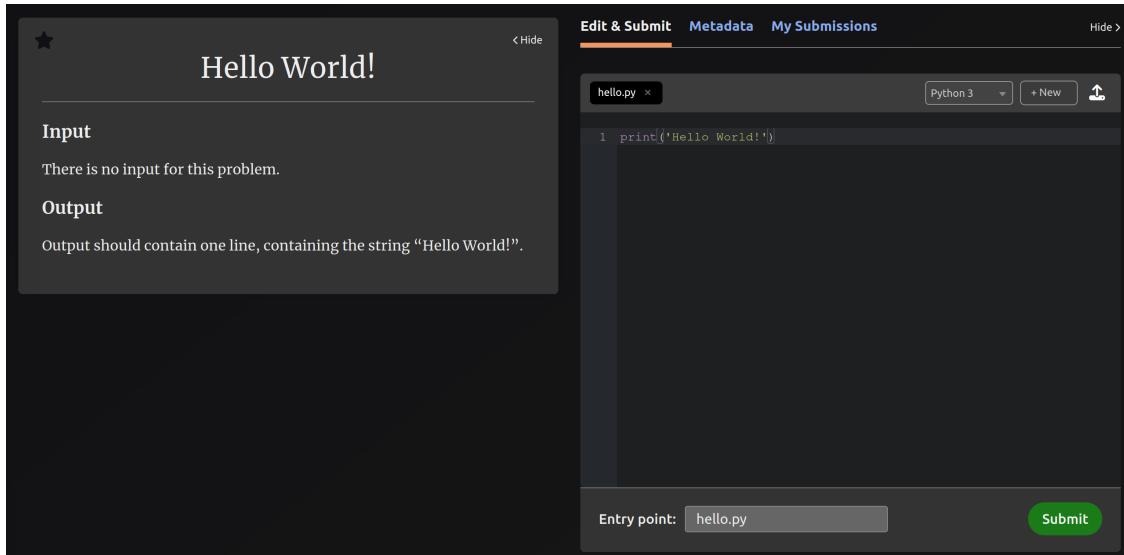 < Hide
Hello World!
Input
There is no input for this problem.
Output
Output should contain one line, containing the string “Hello World!”.
Edit & Submit Metadata My Submissions
Hide >
hello.py ×
Python 3
+ New
1 print('Hello World!')
Entry point: hello.py
Submit